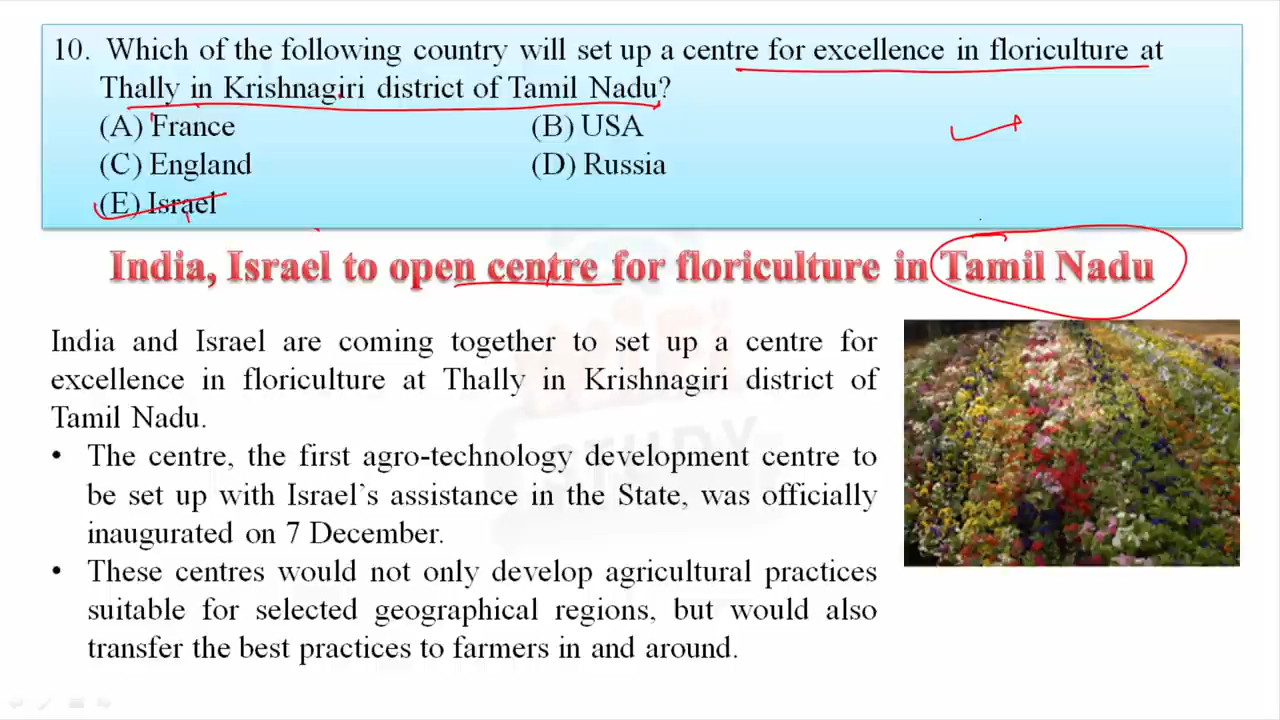 10. Which of the following country will set up a centre for excellence in floriculture at
Thally in Krishnagiri district of Tamil Nadu?
(A) France (B) USA
(C) England (D) Russia
(E) Israel
India, Israel to open centre for floriculture in Tamil Nadu
India and Israel are coming together to set up a centre for
excellence in floriculture at Thally in Krishnagiri district of
Tamil Nadu.
• The centre, the first agro-technology development centre to
be set up with Israel's assistance in the State, was officially
inaugurated on 7 December.
• These centres would not only develop agricultural practices
suitable for selected geographical regions, but would also
transfer the best practices to farmers in and around.
WiFi
STUDY